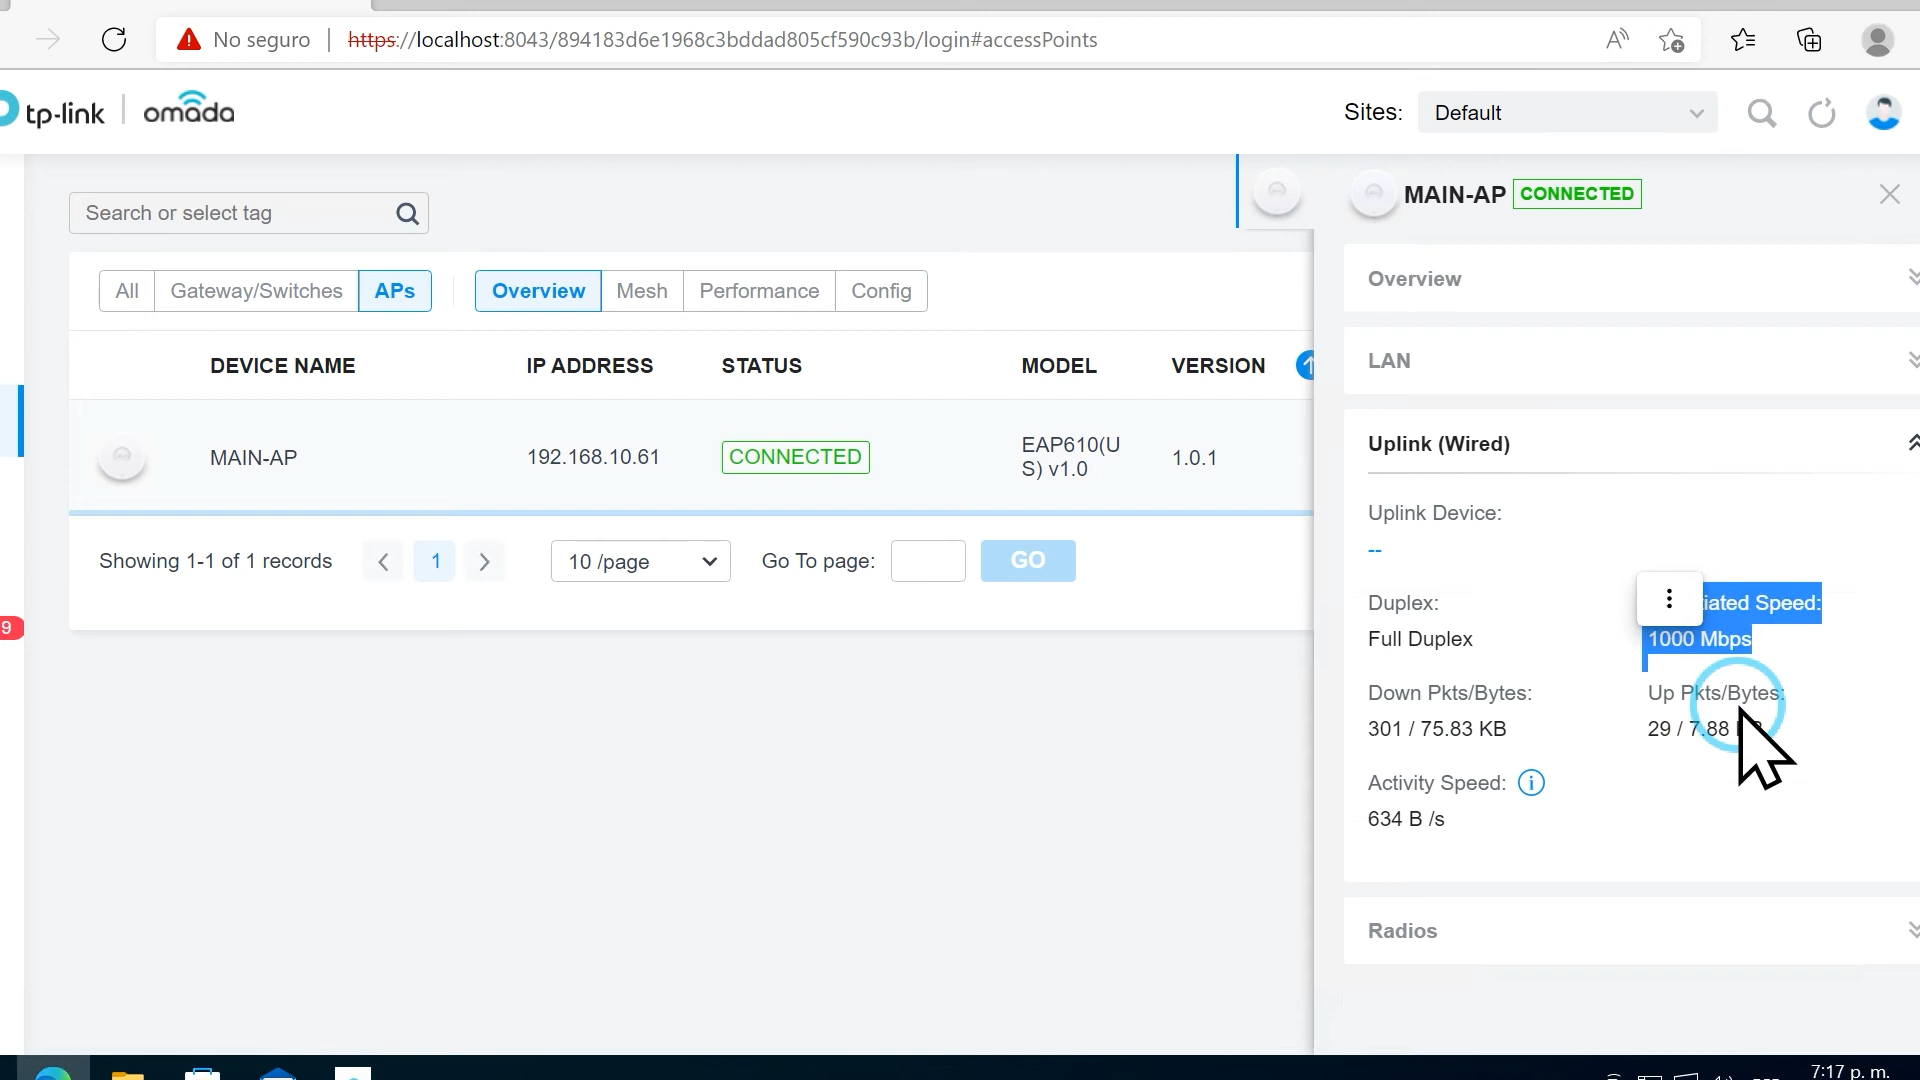 No seguro
https://localhost:8043/894183d6e1968c3bddad805cf590c93b/login#accessPoints
tp-link | omada
Sites: Default
Search or select tag
MAIN-AP CONNECTED
All Gateway/Switches APs Overview Mesh Performance Config
Overview
DEVICE NAME IP ADDRESS STATUS MODEL VERSION
LAN
MAIN-AP 192.168.10.61 CONNECTED EAP610(U
S) v1.0 1.0.1
Showing 1-1 of 1 records 1 10 /page Go To page: GO
Uplink (Wired)
Uplink Device:
--
Duplex:
Full Duplex
iated Speed:
1000 Mbps
Down Pkts/Bytes:
301 / 75.83 KB
Up Pkts/Bytes:
29 / 7.88
Activity Speed:
634 B /s
Radios
9
7:17 p. m.